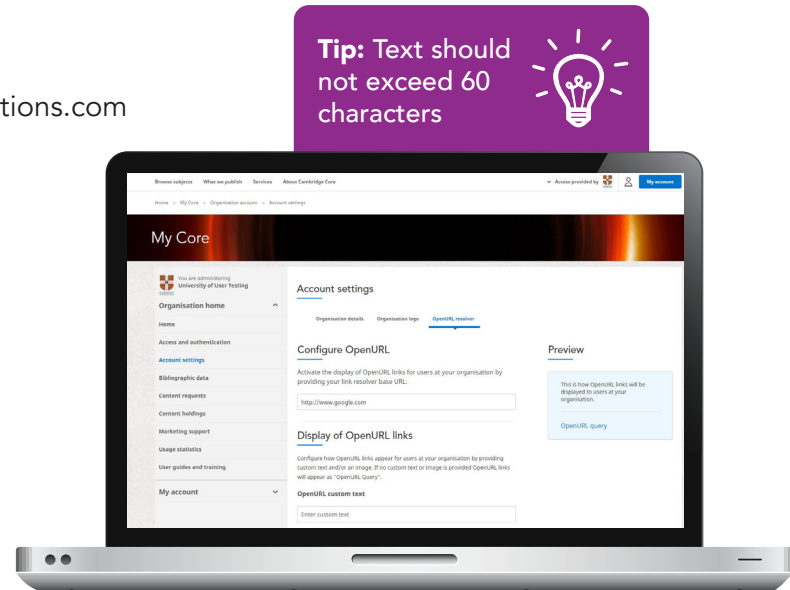 Tip: Text should
not exceed 60
characters
tions.com
Browse subjects What we publish Services About Cambridge Core
Access provided by
My account
Home > My Core > Organisation account > Account settings
My Core
You are administering
University of User Testing
Organisation home
Home
Access and authentication
Account settings
Bibliographic data
Content requests
Content holdings
Marketing support
Usage statistics
User guides and training
My account
Account settings
Organisation details Organisation logo OpenURL resolver
Configure OpenURL
Activate the display of OpenURL links for users at your organisation by
providing your link resolver base URL:
http://www.google.com
Display of OpenURL links
Configure how OpenURL links appear for users at your organisation by providing
custom text and/or an image. If no custom text or image is provided OpenURL links
will appear as "OpenURL Query".
OpenURL custom text
Enter custom text
Preview
This is how OpenURL links will be
displayed to users at your
organisation.
OpenURL query